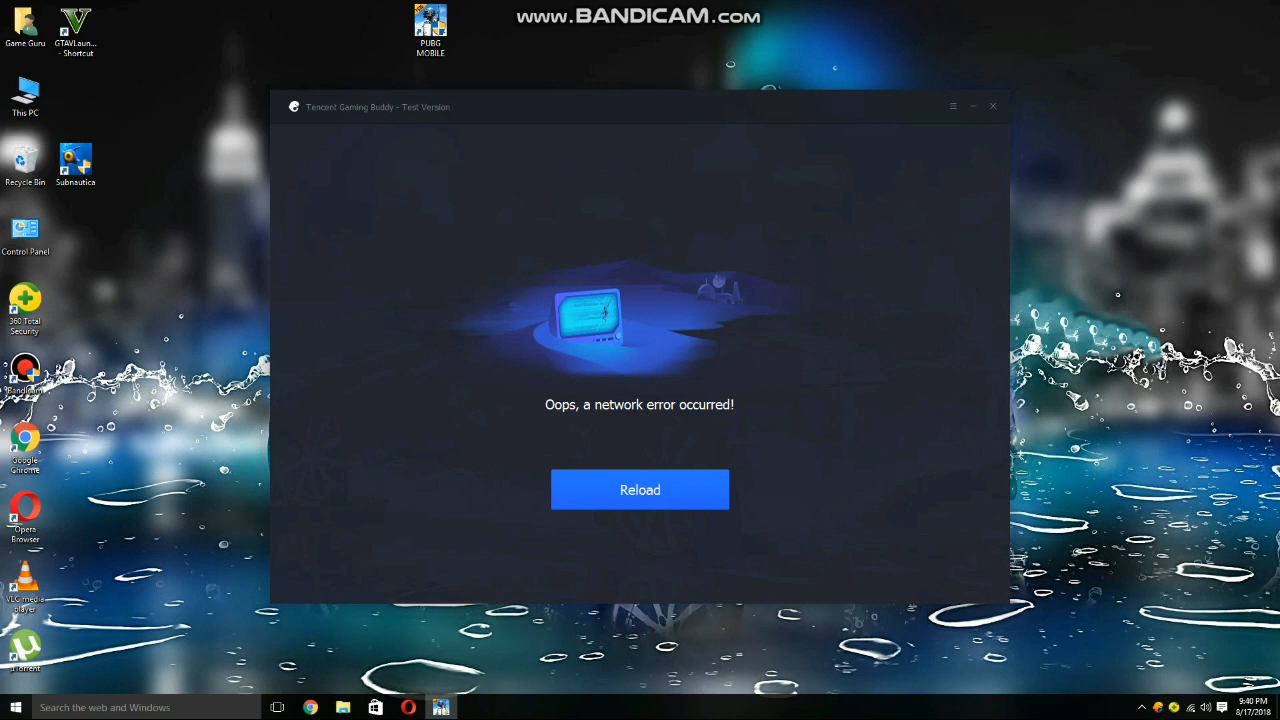 www.BANDICAM.com
Game Guru
GTAVLaun...
- Shortcut
PUBG
MOBILE
This PC
Tencent Gaming Buddy - Test Version
Recycle Bin
Subnautica
Control Panel
360 Total
Security
Bandicam
Oops, a network error occurred!
Google
Chrome
Reload
Opera
Browser
VLC media
player
µTorrent
Search the web and Windows
9:40 PM
8/17/2018